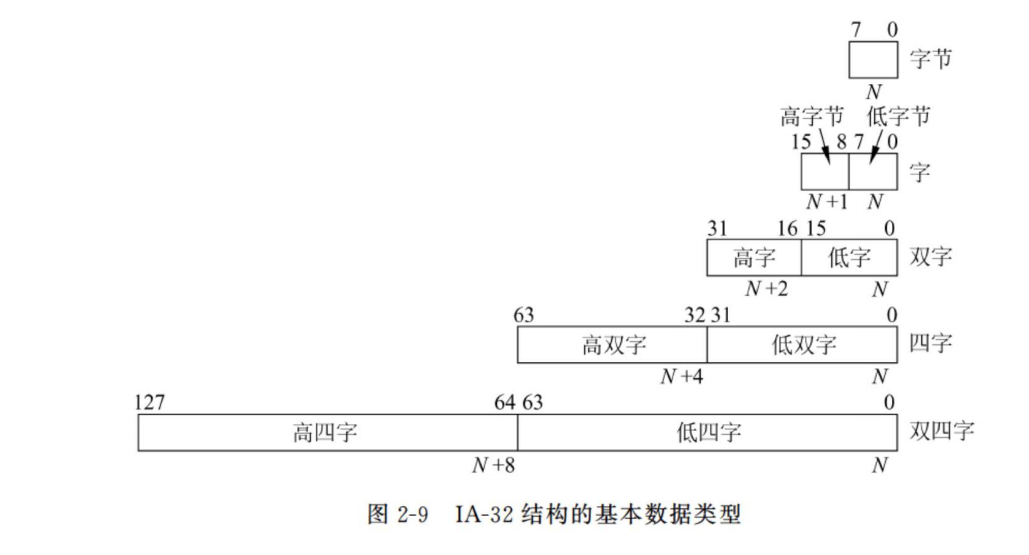 7 0
字节
N
高字节 低字节
15 8 7 0
字
N+1 N
31 16 15 0
高字 低字 双字
N+2 N
63 32 31 0
高双字 低双字 四字
N+4 N
127 64 63 0
高四字 低四字 双四字
N+8 N
图 2-9 IA-32 结构的基本数据类型